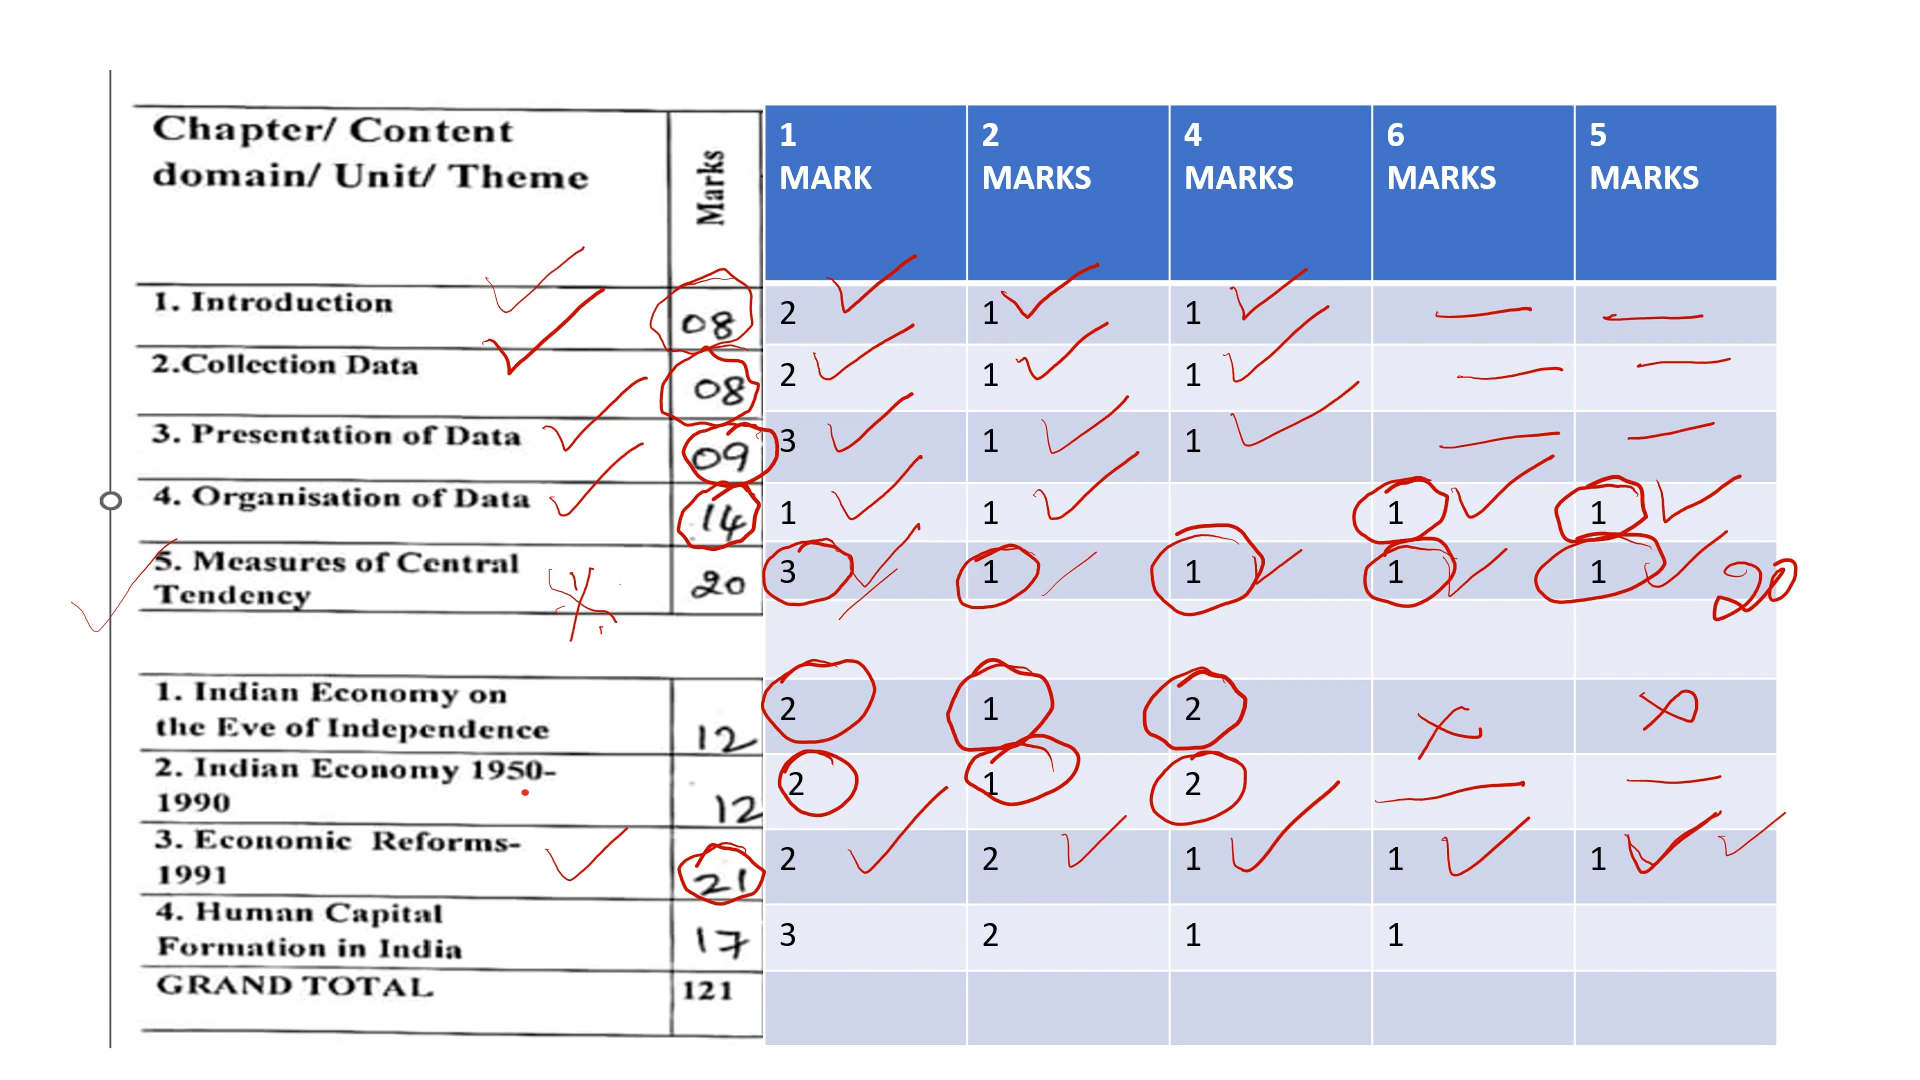 Chapter/ Content
domain/ Unit/ Theme
Marks
1
MARK
2
MARKS
4
MARKS
6
MARKS
5
MARKS
1. Introduction
08
2
1
1
2.Collection Data
08
2
1
1
3. Presentation of Data
09
3
1
1
4. Organisation of Data
14
1
1
1
1
5. Measures of Central
Tendency
20
3
1
1
1
1
20
1. Indian Economy on
the Eve of Independence
12
2
1
2
2. Indian Economy 1950-
1990
12
2
1
2
3. Economic Reforms-
1991
21
2
2
1
1
1
4. Human Capital
Formation in India
17
3
2
1
1
GRAND TOTAL
121